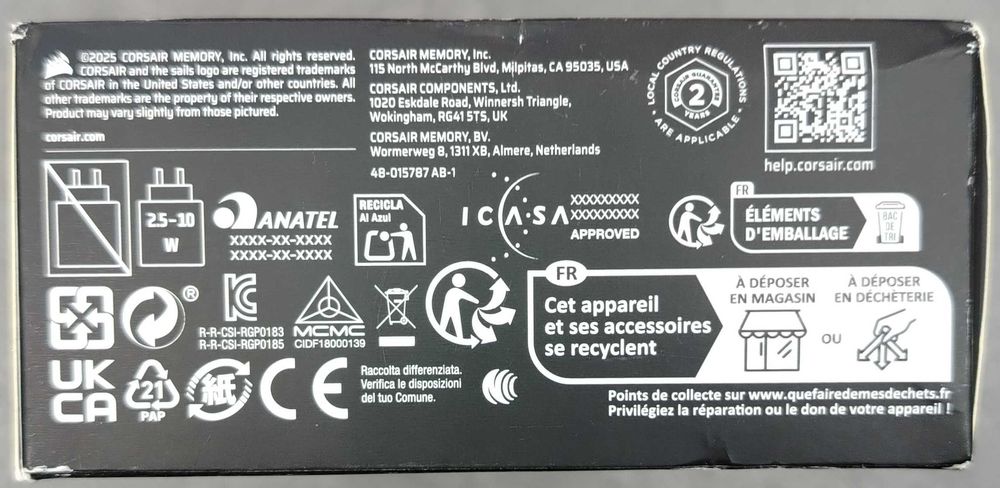 ©2025 CORSAIR MEMORY, Inc. All rights reserved.
CORSAIR and the sails logo are registered trademarks
of CORSAIR in the United States and/or other countries. All
other trademarks are the property of their respective owners.
Product may vary slightly from those pictured.
corsair.com
CORSAIR MEMORY, Inc.
115 North McCarthy Blvd, Milpitas, CA 95035, USA
CORSAIR COMPONENTS, Ltd.
1020 Eskdale Road, Winnersh Triangle,
Wokingham, RG41 5TS, UK
CORSAIR MEMORY, BV.
Wormerweg 8, 1311 XB, Almere, Netherlands
48-015787 AB-1
LOCAL COUNTRY REGULATIONS
CORSAIR GUARANTEE
2
YEARS
ARE APPLICABLE
help.corsair.com
2.5-10
W
ANATEL
XXXX-XX-XXXX
XXXX-XX-XXXX
RECICLA
Al Azul
ICASA
XXXXXXXXX
XXXXXXXXX
APPROVED
FR
ÉLÉMENTS
D'EMBALLAGE
BAC
DE
TRI
®
R-R-CSI-RGP0183
R-R-CSI-RGP0185
MCMC
CIDF18000139
FR
Cet appareil
et ses accessoires
se recyclent
À DÉPOSER
EN MAGASIN
OU
À DÉPOSER
EN DÉCHÈTERIE
UK
CA
21
PAP
紙
CE
Raccolta differenziata.
Verifica le disposizioni
del tuo Comune.
Points de collecte sur www.quefairedemesdechets.fr
Privilégiez la réparation ou le don de votre appareil !